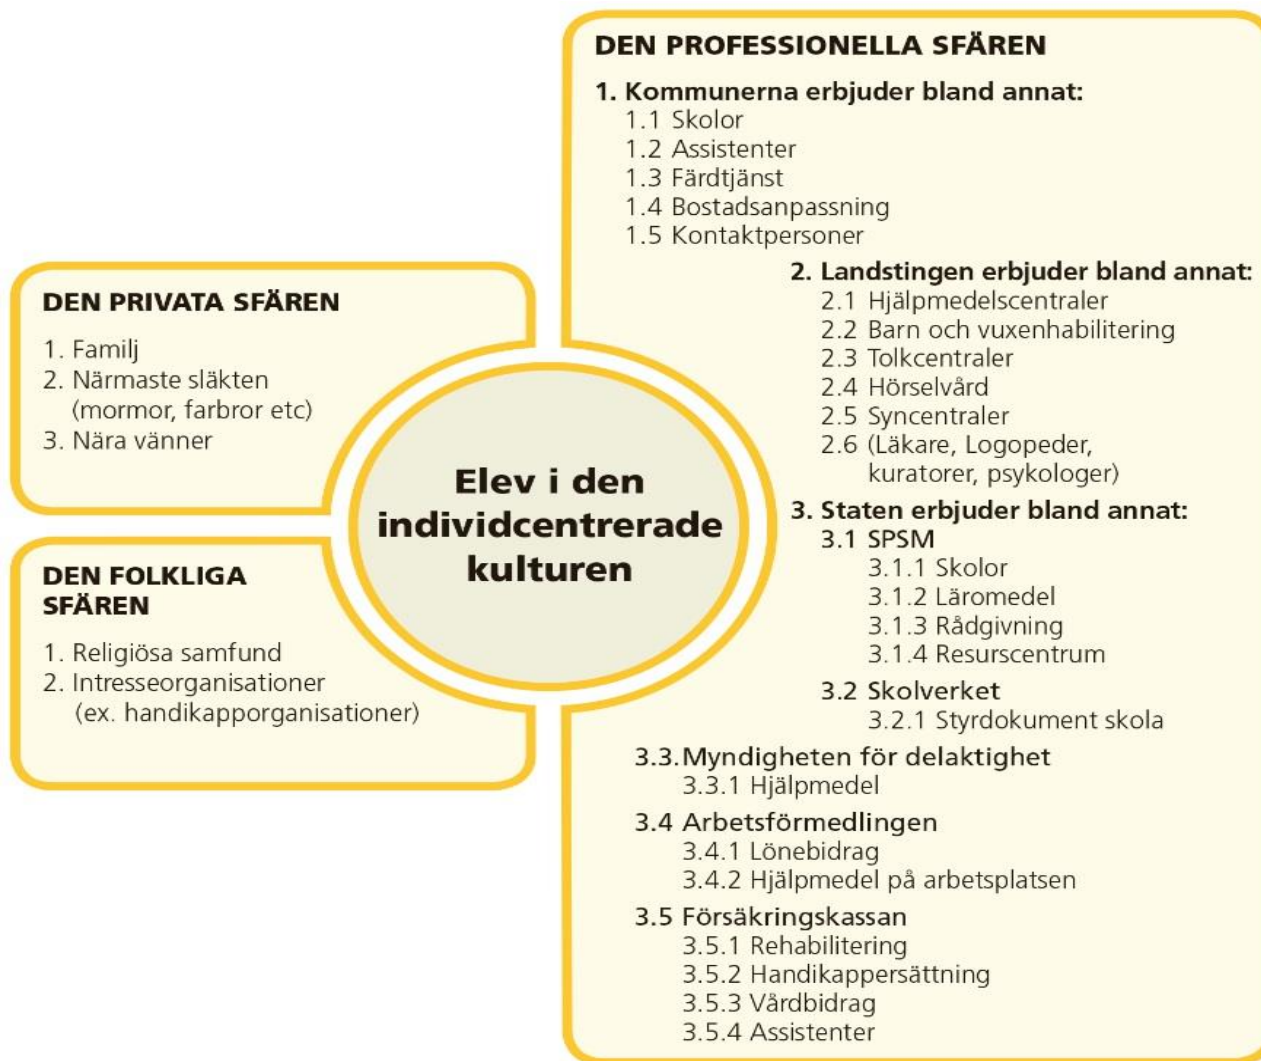 DEN PROFESSIONELLA SFÄREN
1. Kommunerna erbjuder bland annat:
1.1 Skolor
1.2 Assistenter
1.3 Färdtjänst
1.4 Bostadsanpassning
1.5 Kontaktpersoner
2. Landstingen erbjuder bland annat:
2.1 Hjälpmedelscentraler
2.2 Barn och vuxenhabilitering
2.3 Tolkcentraler
2.4 Hörselvård
2.5 Syncentraler
2.6 (Läkare, Logopeder,
kuratorer, psykologer)
3. Staten erbjuder bland annat:
3.1 SPSM
3.1.1 Skolor
3.1.2 Läromedel
3.1.3 Rådgivning
3.1.4 Resurscentrum
3.2 Skolverket
3.2.1 Styrdokument skola
3.3.Myndigheten för delaktighet
3.3.1 Hjälpmedel
3.4 Arbetsförmedlingen
3.4.1 Lönebidrag
3.4.2 Hjälpmedel på arbetsplatsen
3.5 Försäkringskassan
3.5.1 Rehabilitering
3.5.2 Handikappersättning
3.5.3 Vårdbidrag
3.5.4 Assistenter
DEN PRIVATA SFÄREN
1. Familj
2. Närmaste släkten
(mormor, farbror etc)
3. Nära vänner
Elev i den
individcentrerade
kulturen
DEN FOLKLIGA
SFÄREN
1. Religiösa samfund
2. Intresseorganisationer
(ex. handikapporganisationer)